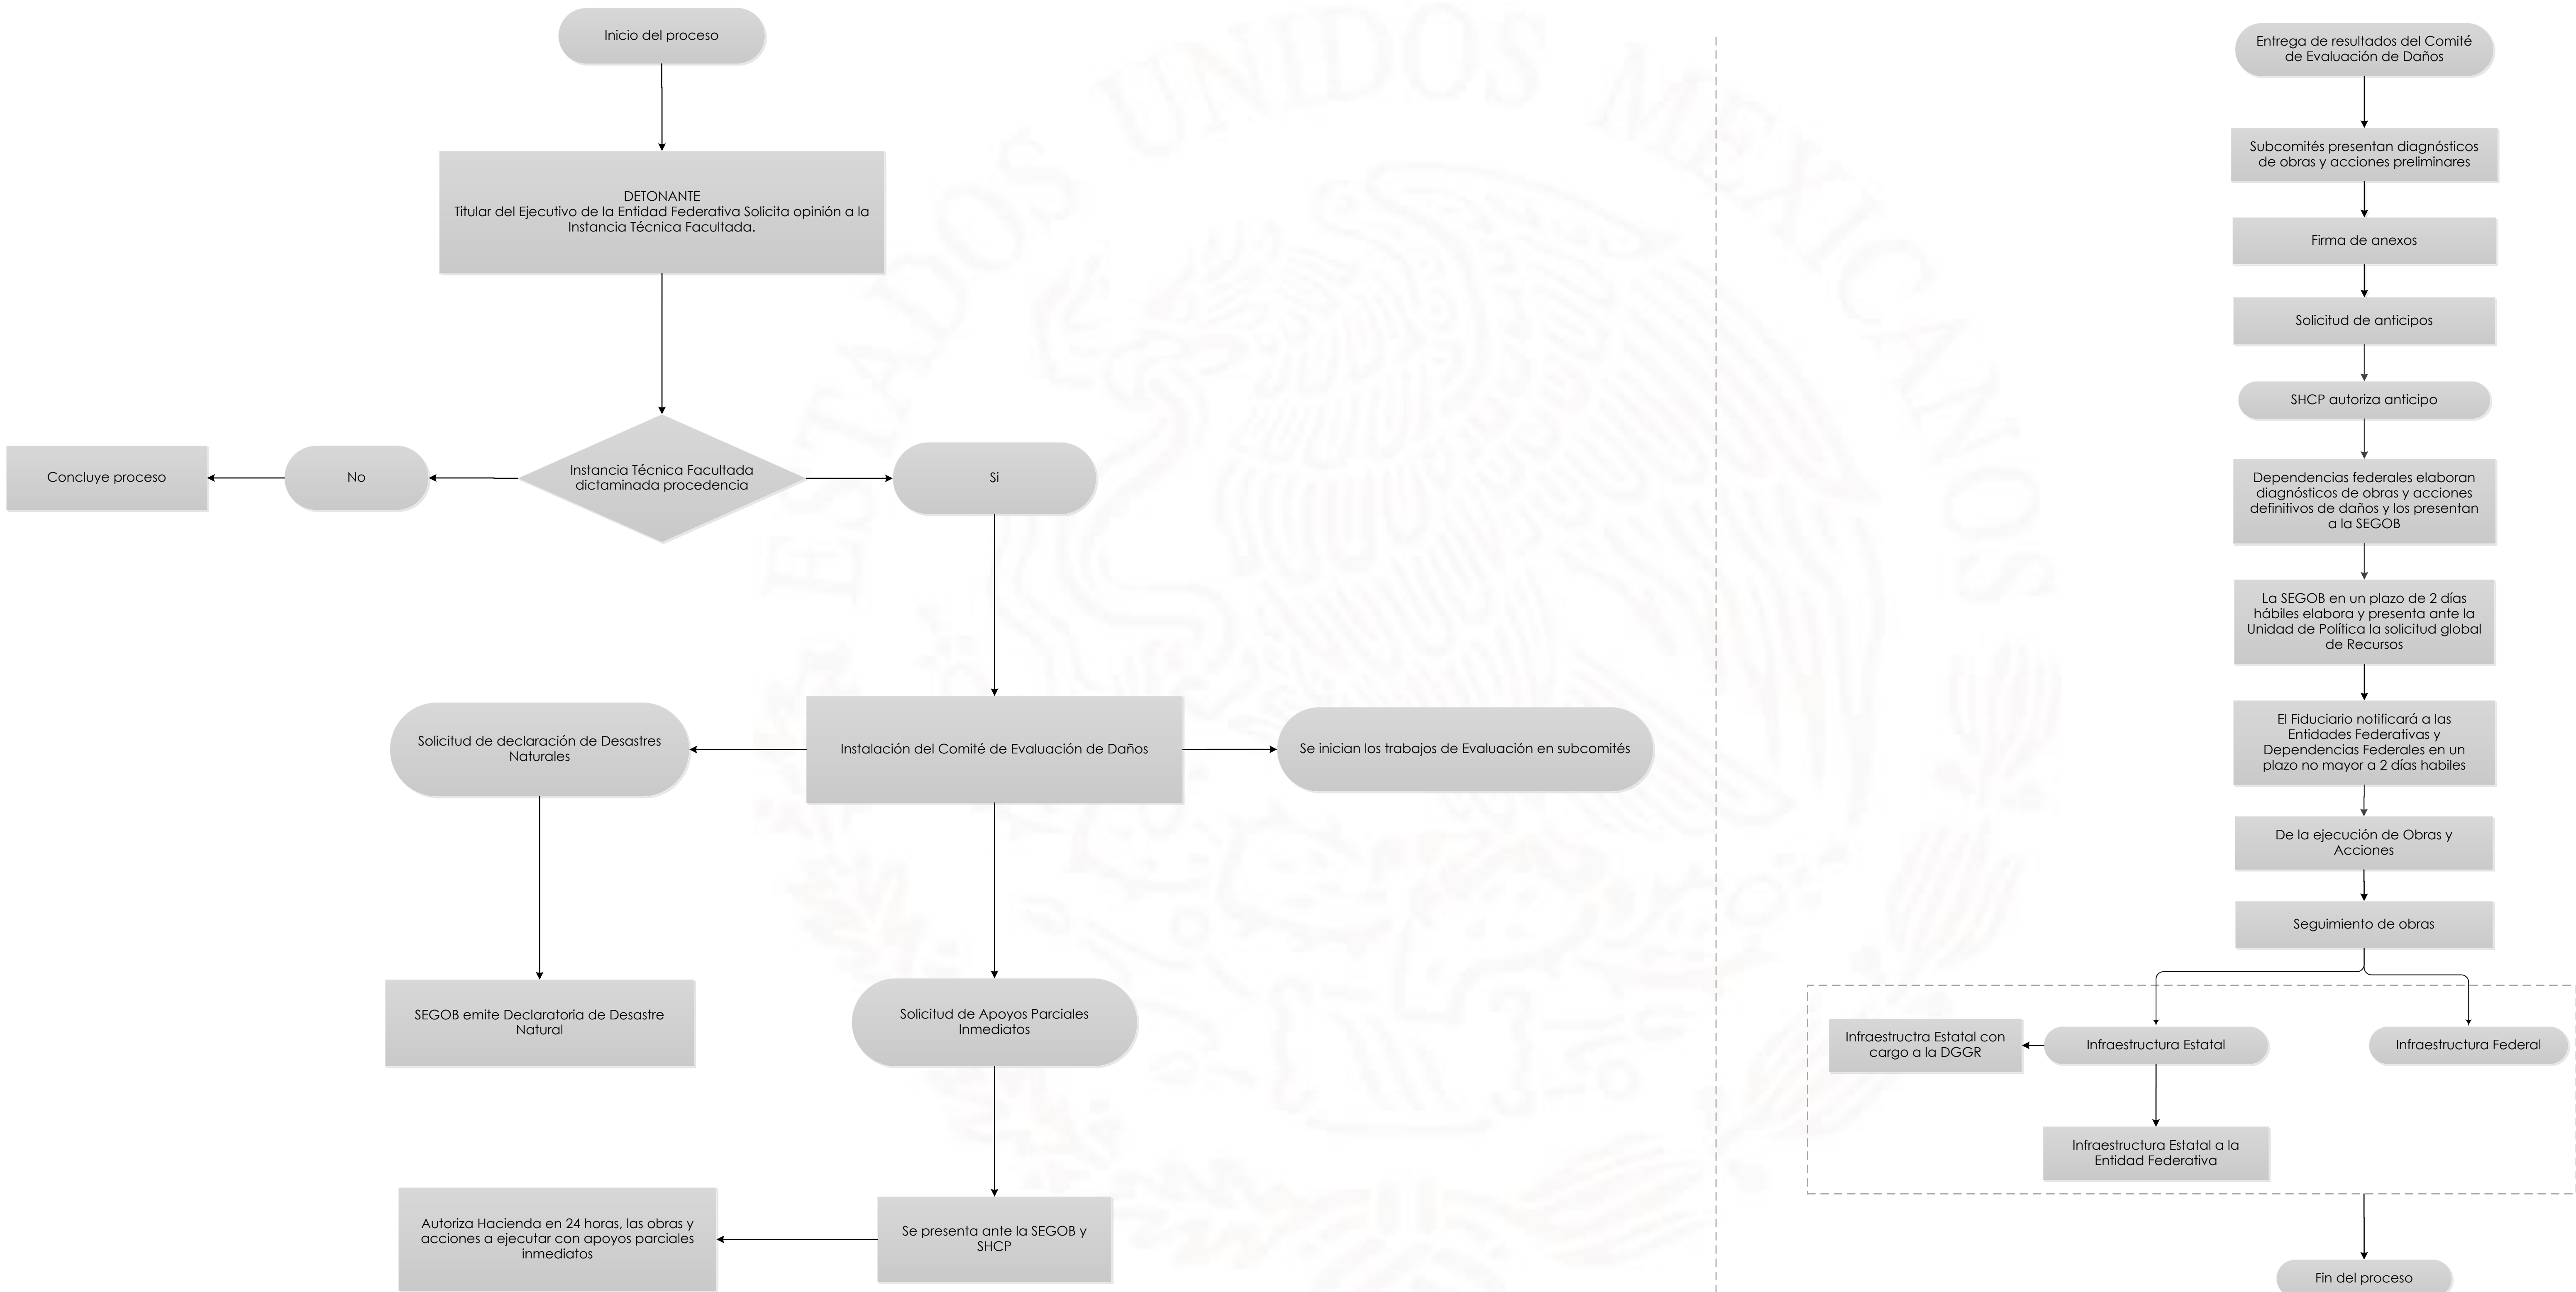 Inicio del proceso
DETONANTE
Titular del Ejecutivo de la Entidad Federativa Solicita opinión a la
Instancia Técnica Facultada.
Concluye proceso
No
Instancia Técnica Facultada
dictaminada procedencia
Si
Solicitud de declaración de Desastres
Naturales
Instalación del Comité de Evaluación de Daños
Se inician los trabajos de Evaluación en subcomités
SEGOB emite Declaratoria de Desastre
Natural
Solicitud de Apoyos Parciales
Inmediatos
Autoriza Hacienda en 24 horas, las obras y
acciones a ejecutar con apoyos parciales
inmediatos
Se presenta ante la SEGOB y
SHCP
Entrega de resultados del Comité
de Evaluación de Daños
Subcomités presentan diagnósticos
de obras y acciones preliminares
Firma de anexos
Solicitud de anticipos
SHCP autoriza anticipo
Dependencias federales elaboran
diagnósticos de obras y acciones
definitivos de daños y los presentan
a la SEGOB
La SEGOB en un plazo de 2 días
hábiles elabora y presenta ante la
Unidad de Política la solicitud global
de Recursos
El Fiduciario notificará a las
Entidades Federativas y
Dependencias Federales en un
plazo no mayor a 2 días habiles
De la ejecución de Obras y
Acciones
Seguimiento de obras
Infraestructra Estatal con
cargo a la DGGR
Infraestructura Estatal
Infraestructura Federal
Infraestructura Estatal a la
Entidad Federativa
Fin del proceso
ESTADOS UNIDOS MEXICANOS